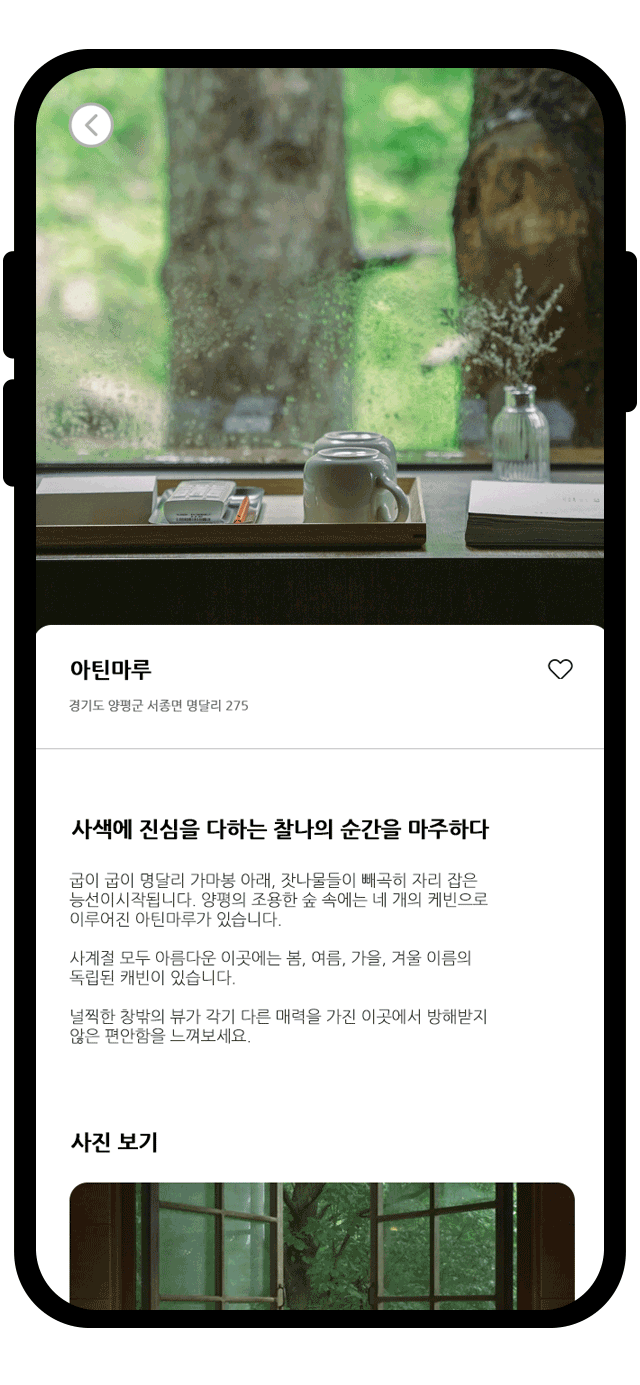 아틴마루
경기도 양평군 서종면 명달리 275
사색에 진심을 다하는 찰나의 순간을 마주하다
굽이 굽이 명달리 가마봉 아래, 잣나물들이 빼곡히 자리 잡은
능선이시작됩니다. 양평의 조용한 숲 속에는 네 개의 케빈으로
이루어진 아틴마루가 있습니다.
사계절 모두 아름다운 이곳에는 봄, 여름, 가을, 겨울 이름의
독립된 캐빈이 있습니다.
널찍한 창밖의 뷰가 각기 다른 매력을 가진 이곳에서 방해받지
않은 편안함을 느껴보세요.
사진 보기